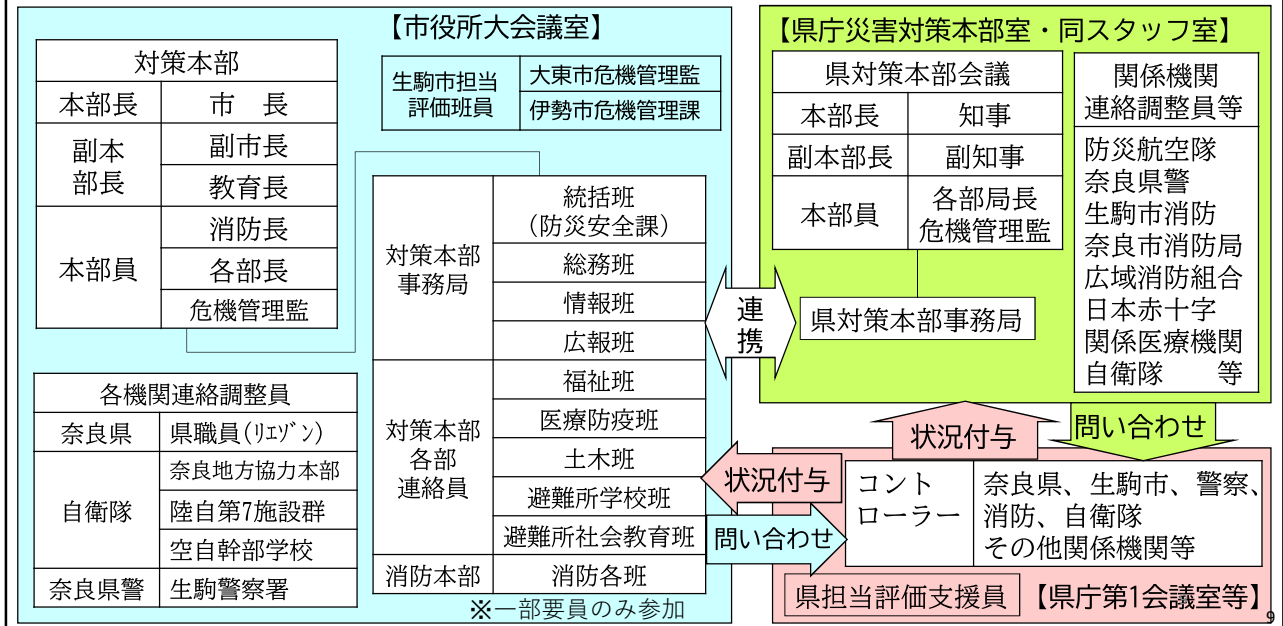 【市役所大会議室】
対策本部
本部長 市　長
副本
部長
副市長
教育長
本部員
消防長
各部長
危機管理監
生駒市担当
評価班員
大東市危機管理監
伊勢市危機管理課
対策本部
事務局
統括班
(防災安全課)
総務班
情報班
広報班
対策本部
各部
連絡員
福祉班
医療防疫班
土木班
避難所学校班
避難所社会教育班
消防本部 消防各班
※一部要員のみ参加
各機関連絡調整員
奈良県 県職員(ﾘｴｿﾞﾝ)
自衛隊
奈良地方協力本部
陸自第7施設群
空自幹部学校
奈良県警 生駒警察署
連
携
【県庁災害対策本部室・同スタッフ室】
県対策本部会議
本部長 知事
副本部長 副知事
本部員
各部局長
危機管理監
県対策本部事務局
関係機関
連絡調整員等
防災航空隊
奈良県警
生駒市消防
奈良市消防局
広域消防組合
日本赤十字
関係医療機関
自衛隊　等
状況付与
問い合わせ
状況付与
問い合わせ
コント
ローラー
奈良県、生駒市、警察、
消防、自衛隊
その他関係機関等
県担当評価支援員
【県庁第1会議室等】
9